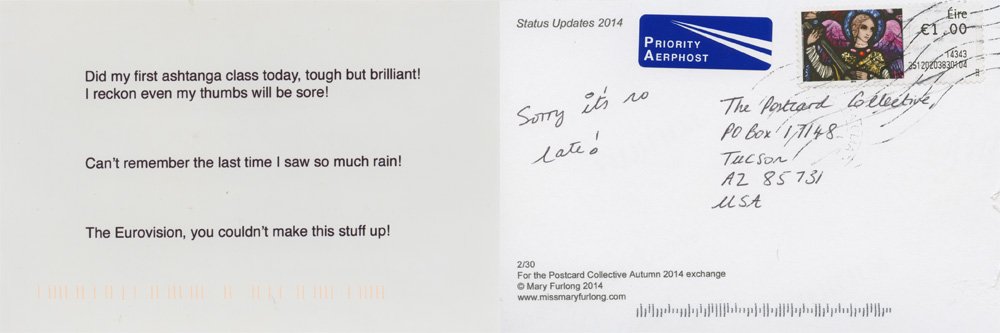 Did my first ashtanga class today, tough but brilliant!
I reckon even my thumbs will be sore!
Can't remember the last time I saw so much rain!
The Eurovision, you couldn't make this stuff up!
Status Updates 2014
PRIORITY
AERPHOST
Éire
€1.00
14343
25120203830104
Sorry it's so
late!
The Postcard Collective,
PO Box 17148
TUCSON
AZ 85731
USA
2/30
For the Postcard Collective Autumn 2014 exchange
© Mary Furlong 2014
www.missmaryfurlong.com